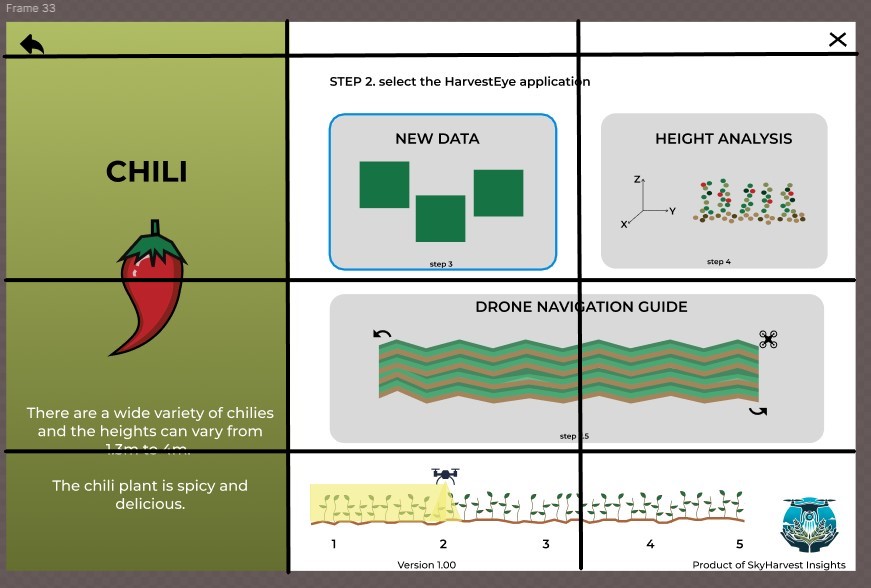 Frame 33
CHILI
There are a wide variety of chilies
and the heights can vary from
1.3m to 4m.
The chili plant is spicy and
delicious.
STEP 2. select the HarvestEye application
NEW DATA
step 3
HEIGHT ANALYSIS
Z
Y
X
step 4
DRONE NAVIGATION GUIDE
1
2
3
4
5
Version 1.00
Product of SkyHarvest Insights